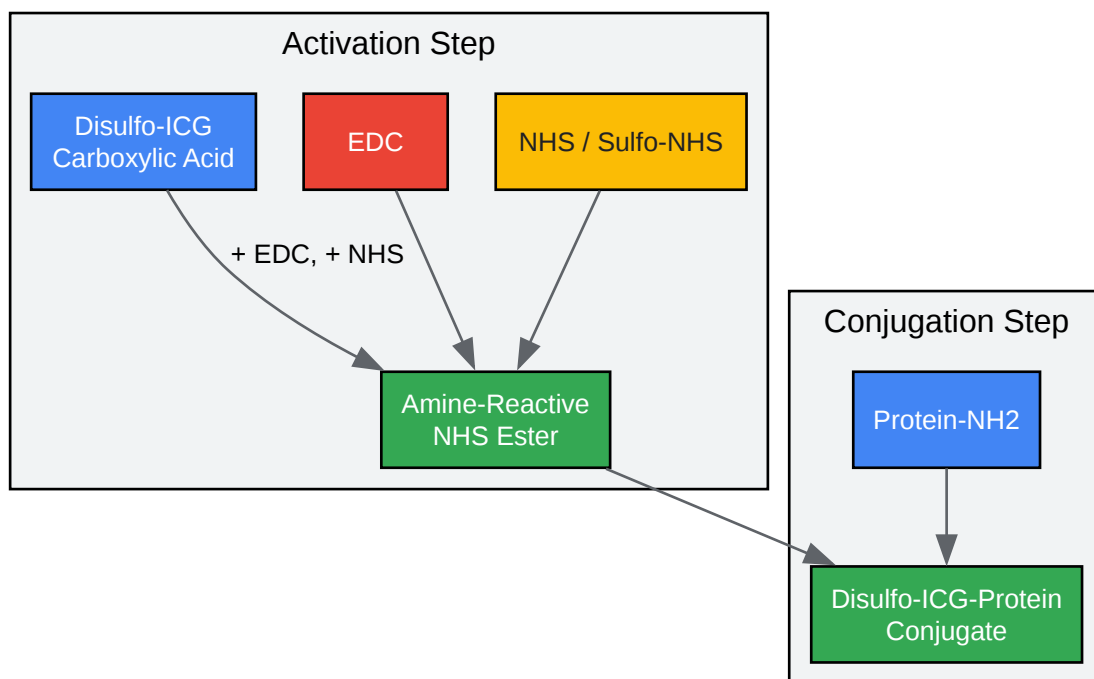 Activation Step
Disulfo-ICG
Carboxylic Acid
EDC
NHS / Sulfo-NHS
+ EDC, + NHS
Amine-Reactive
NHS Ester
Conjugation Step
Protein-NH2
Disulfo-ICG-Protein
Conjugate